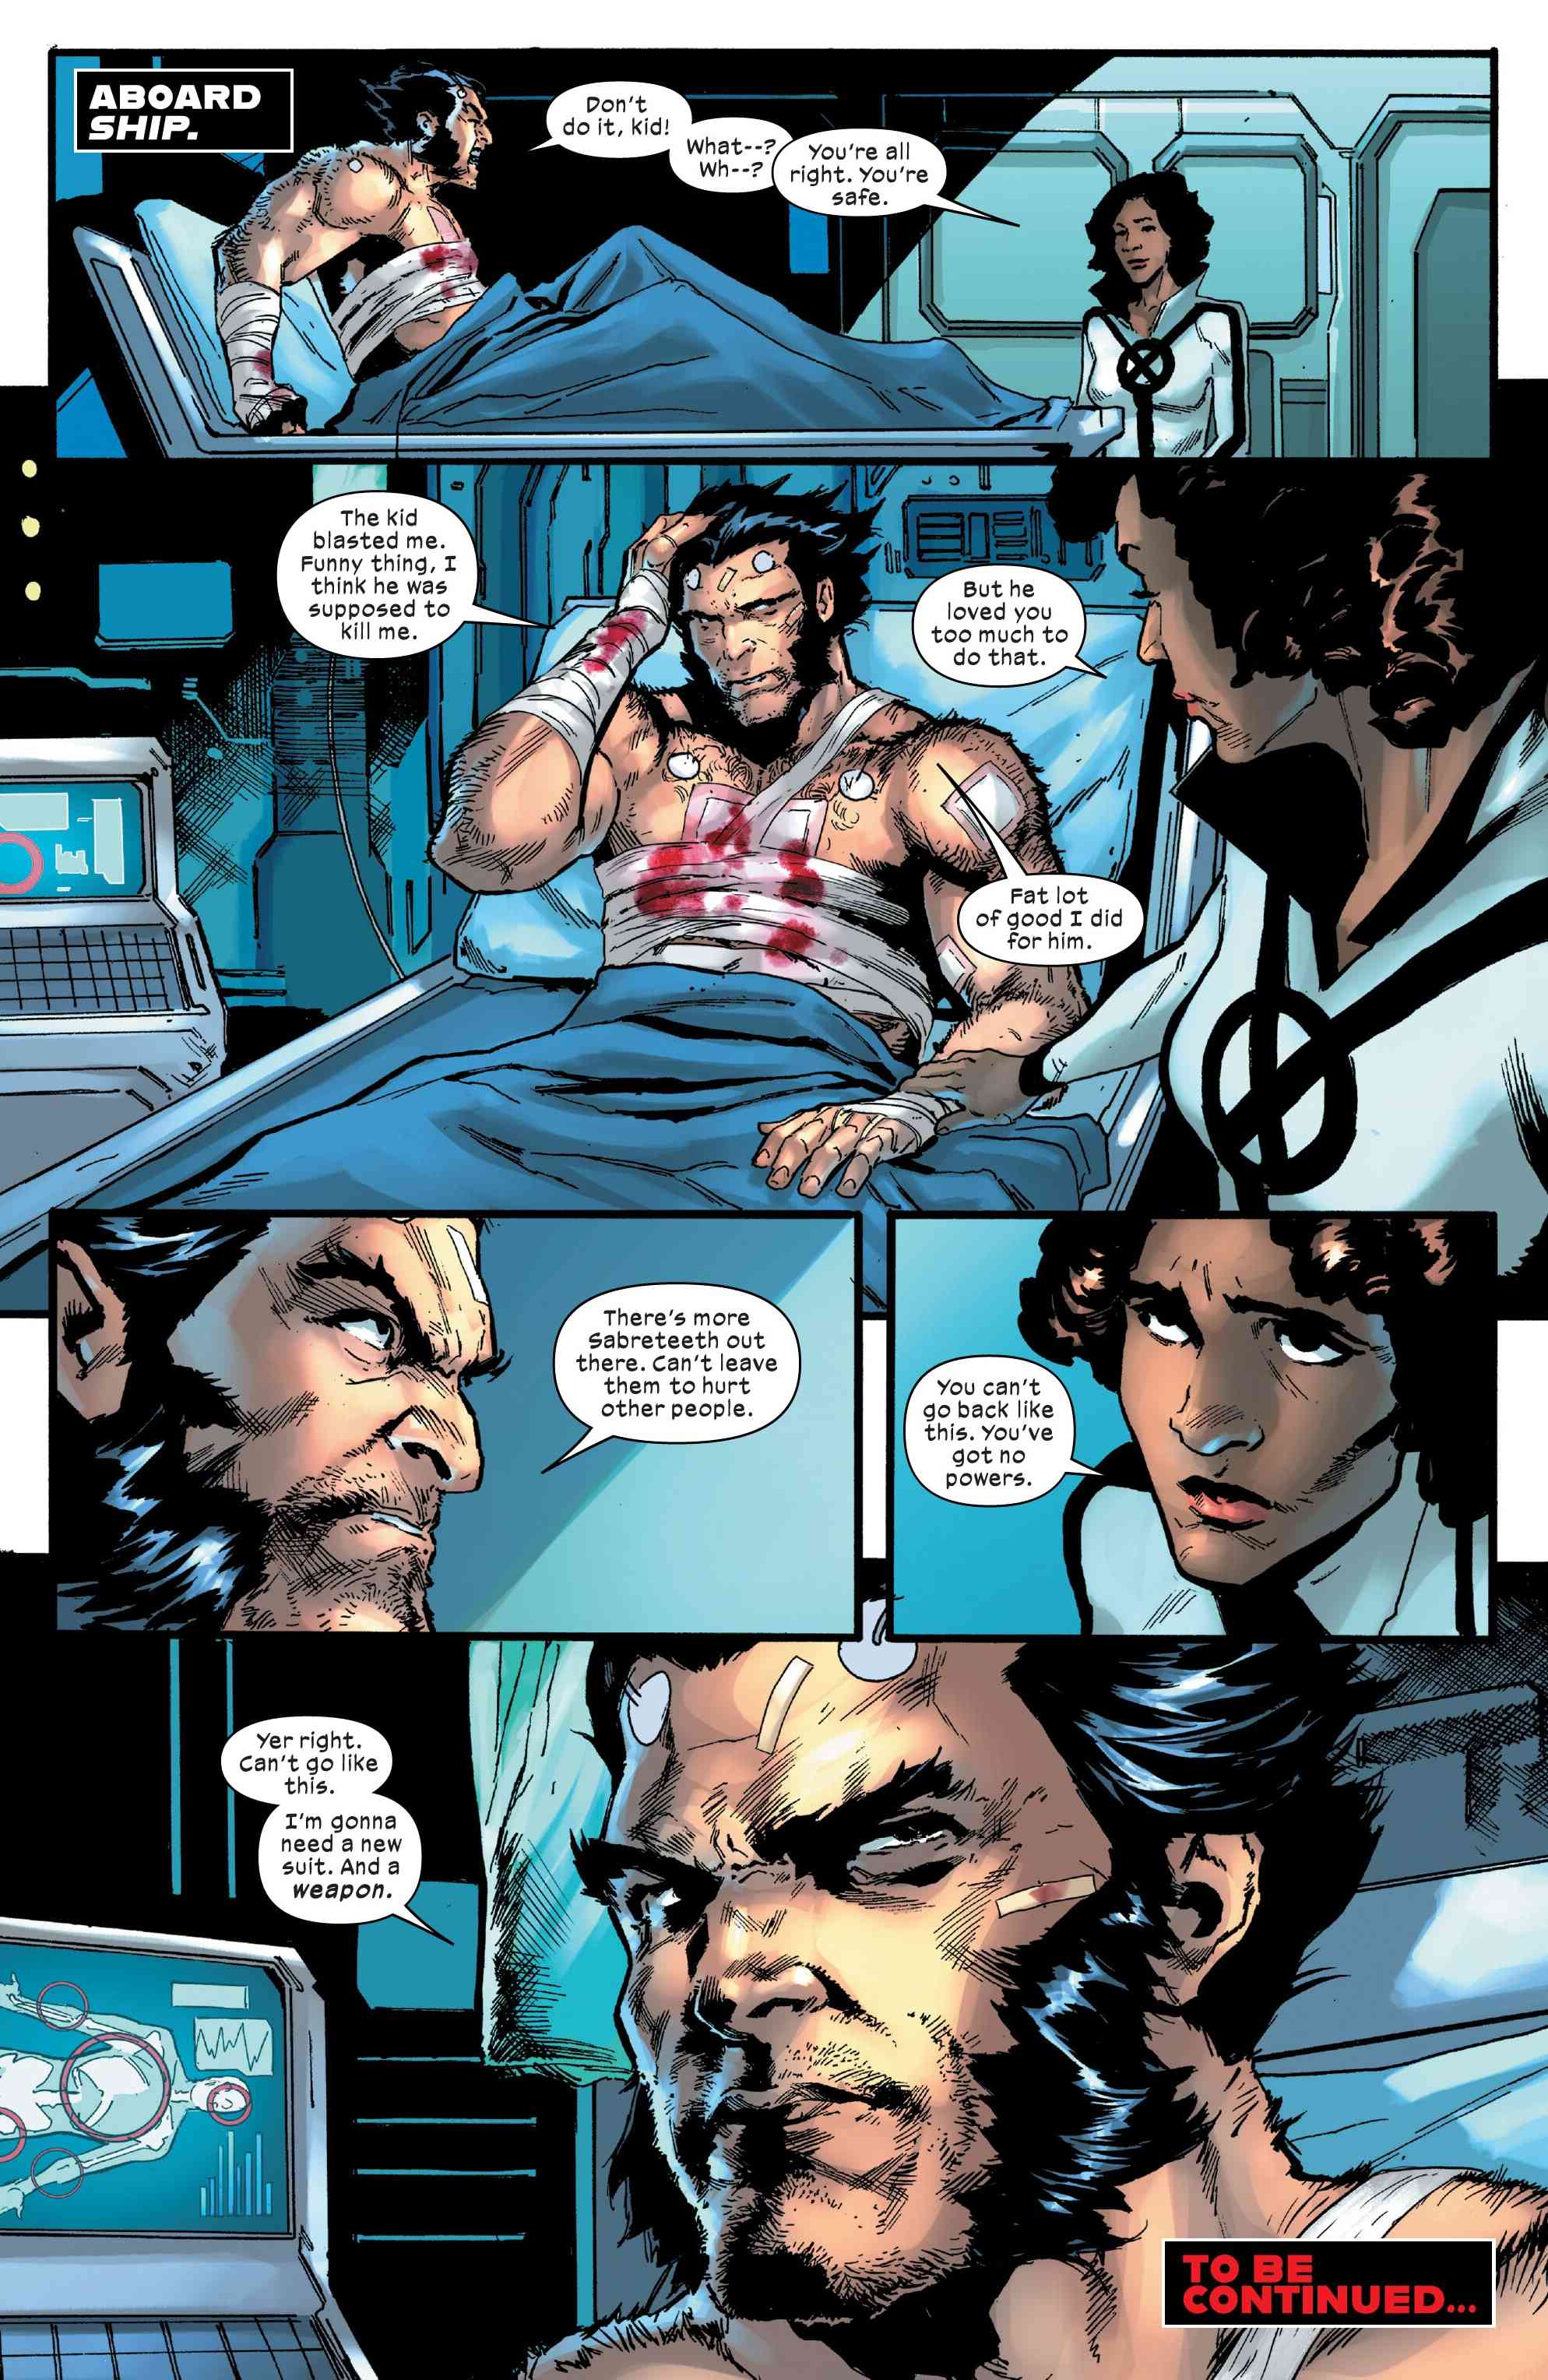 ABOARD
SHIP.
Don't
do it, kid!
What--?
Wh--?
You're all
right. You're
safe.
The kid
blasted me.
Funny thing, I
think he was
supposed to
kill me.
But he
loved you
too much to
do that.
Fat lot
of good I did
for him.
There's more
Sabreteeth out
there. Can't leave
them to hurt
other people.
You can't
go back like
this. You've
got no
powers.
Yer right.
Can't go like
this.
I'm gonna
need a new
suit. And a
weapon.
TO BE
CONTINUED...